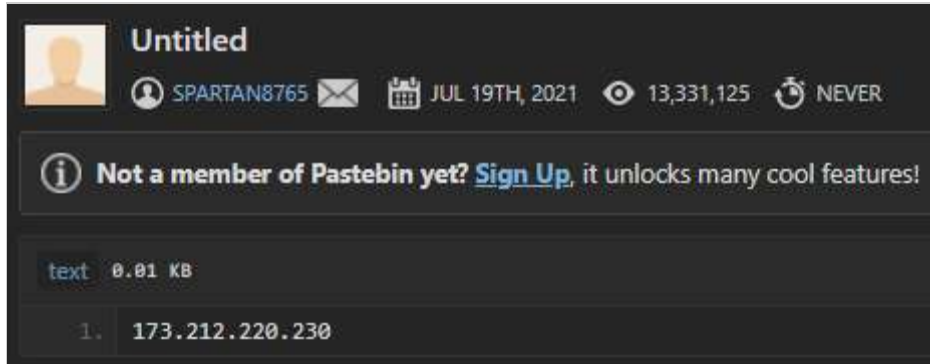 Untitled
SPARTAN8765 JUL 19TH, 2021 13,331,125 NEVER
Not a member of Pastebin yet? Sign Up, it unlocks many cool features!
text 0.01 KB
1. 173.212.220.230